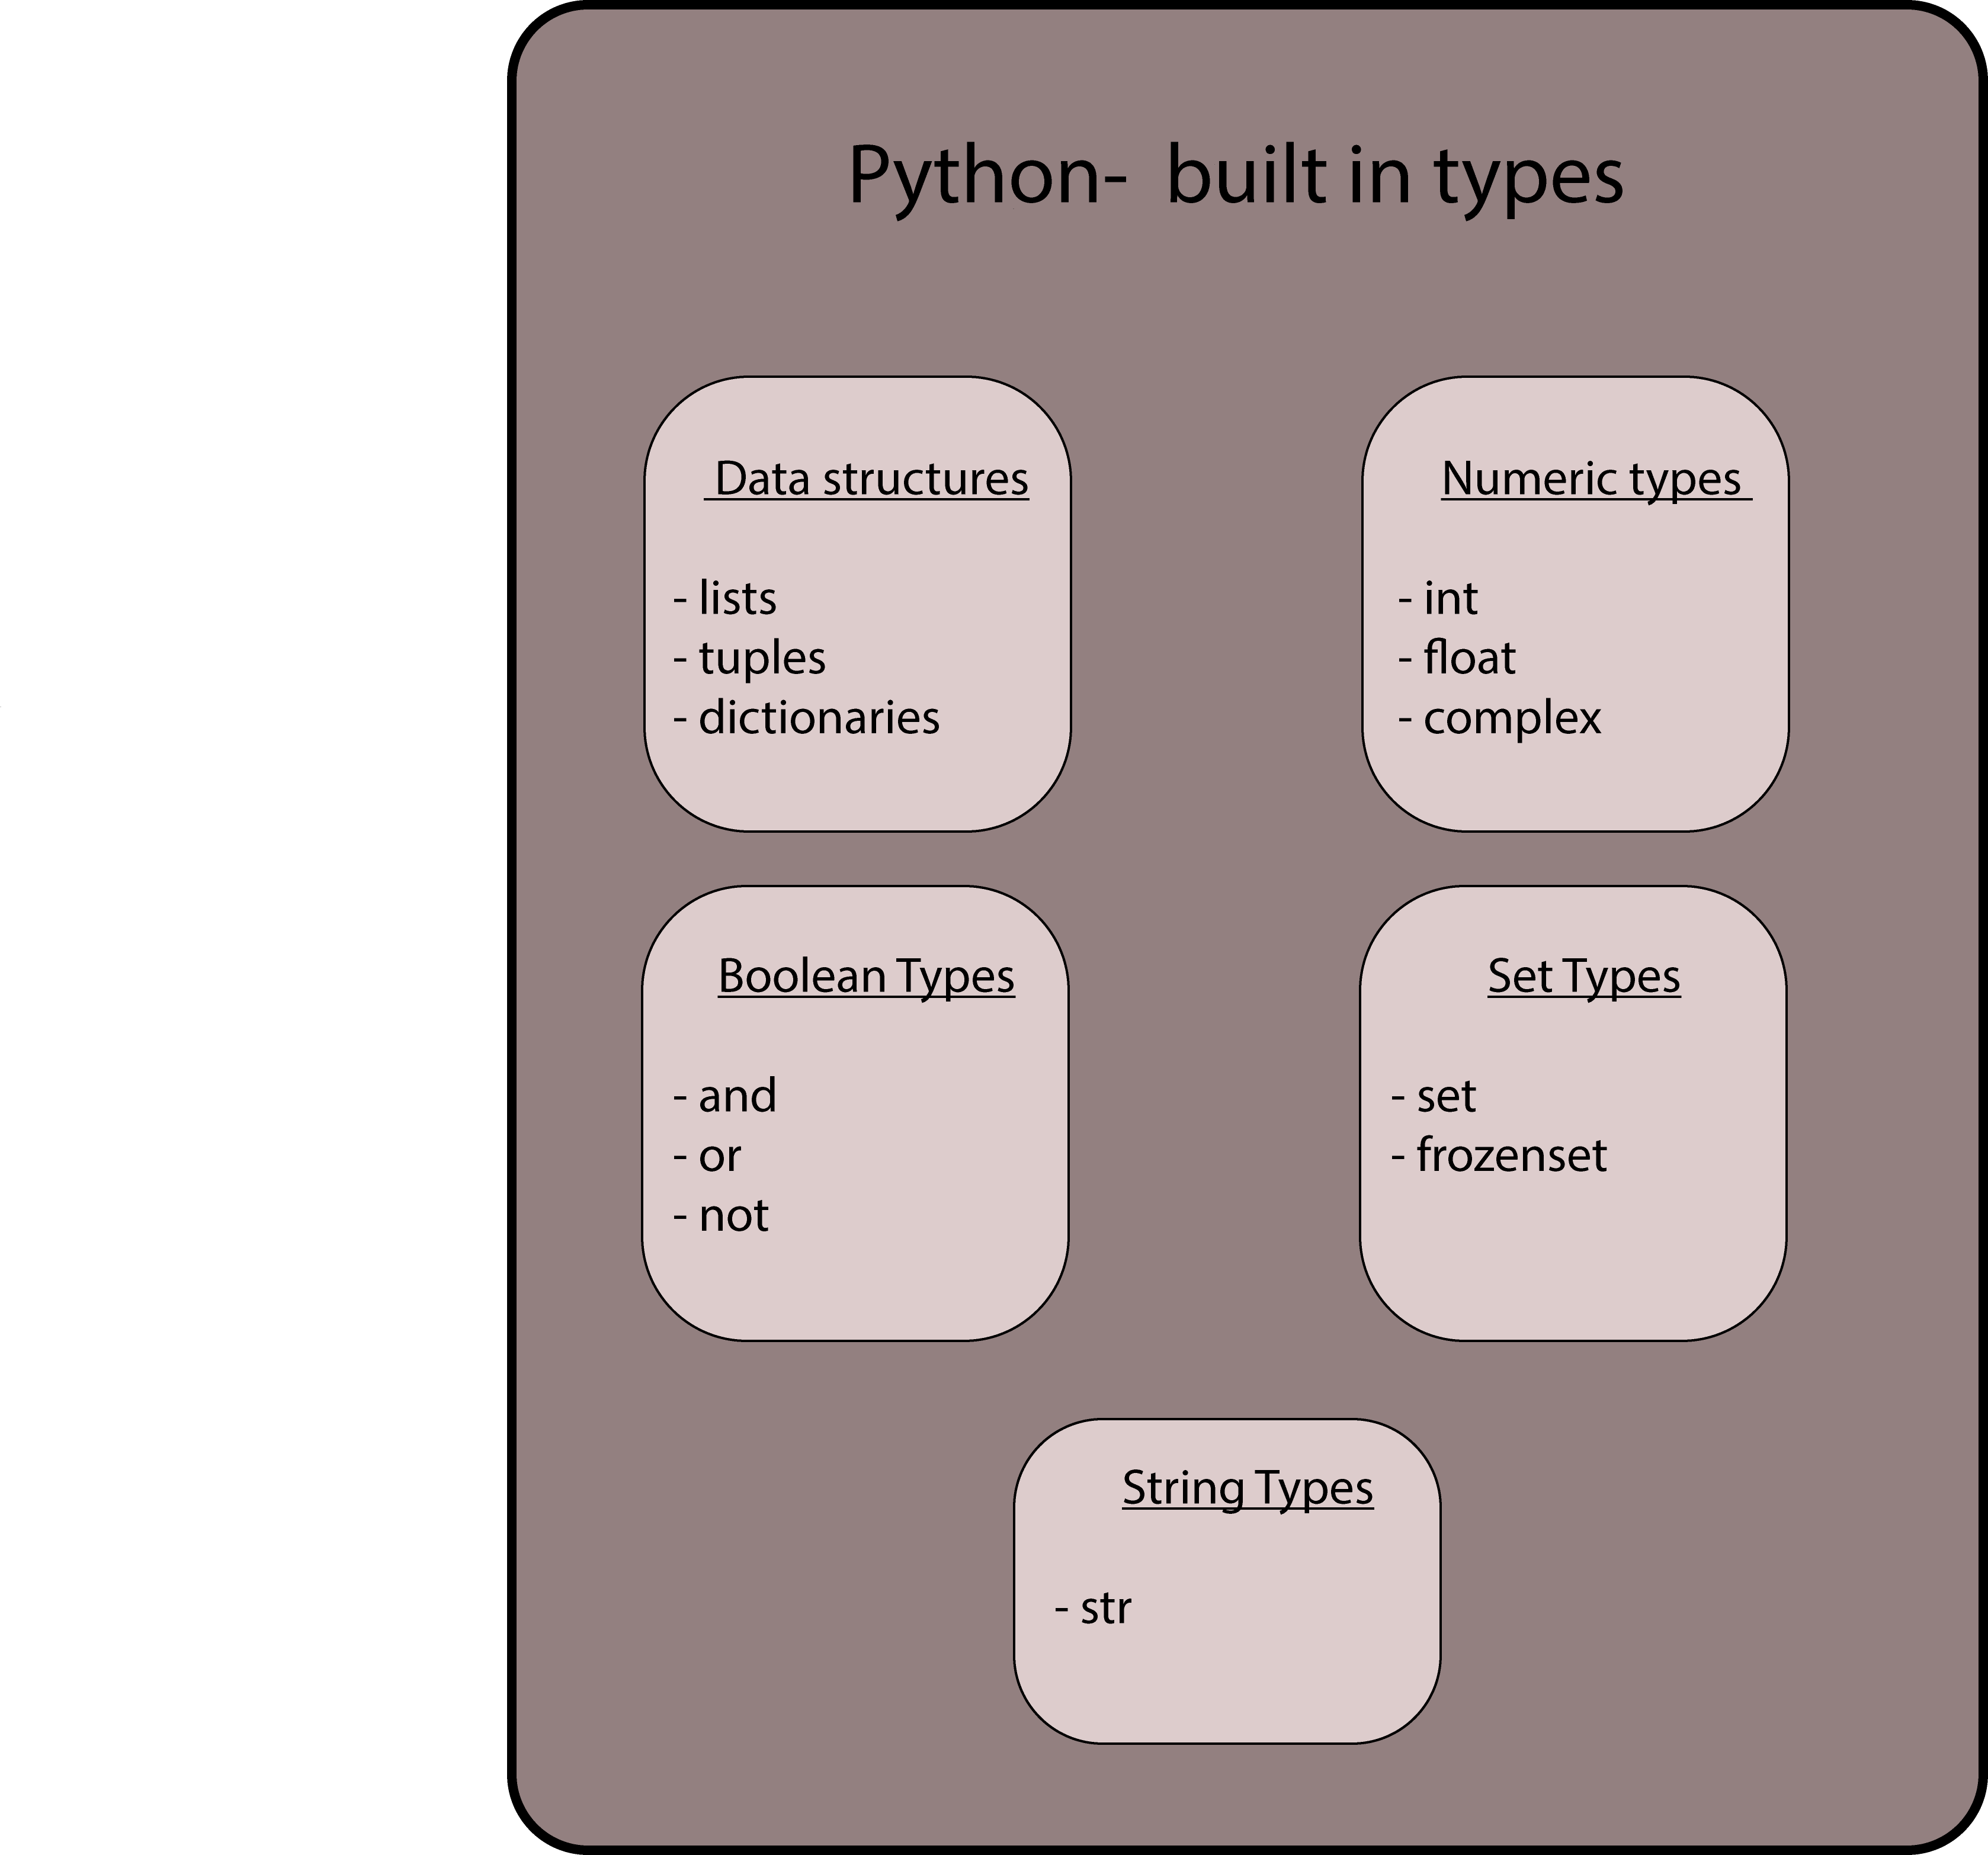 Python-  built in types
Data structures
- lists
- tuples
- dictionaries
Numeric types
- int
- float
- complex
Boolean Types
- and
- or
- not
Set Types
- set
- frozenset
String Types
- str